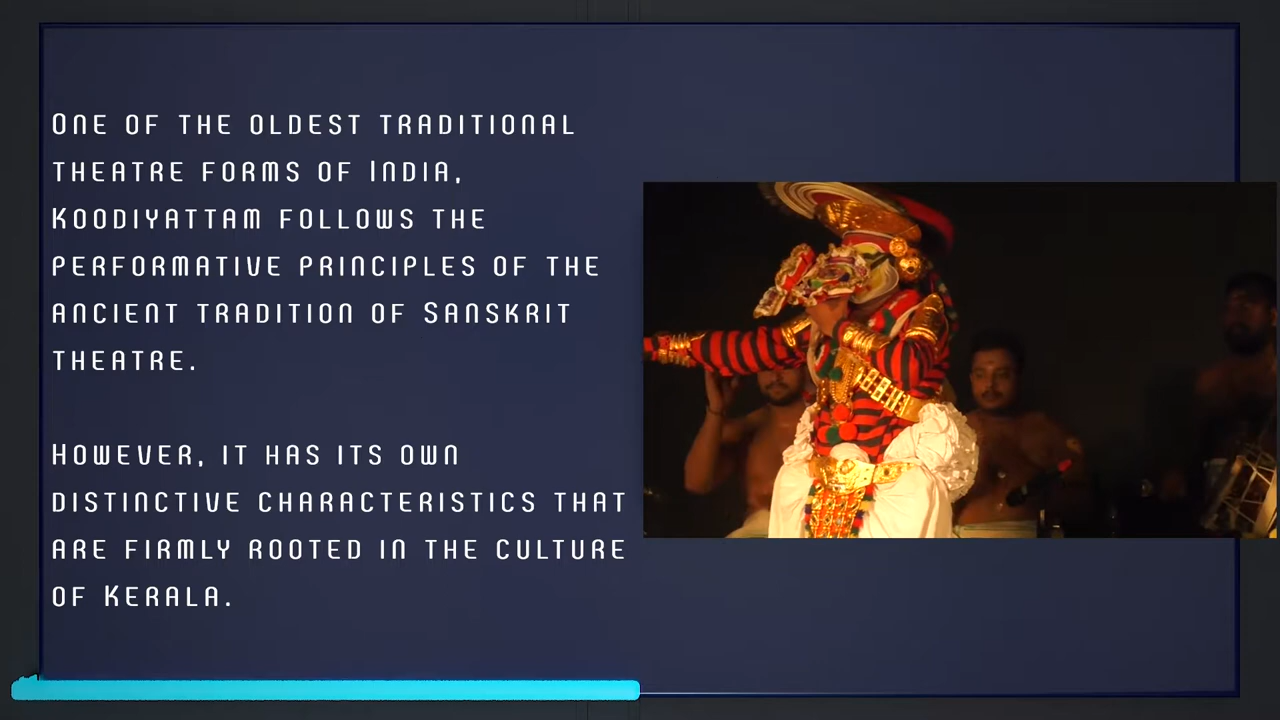 One of the oldest traditional
theatre forms of India,
Koodiyattam follows the
performative principles of the
ancient tradition of Sanskrit
theatre.
However, it has its own
distinctive characteristics that
are firmly rooted in the culture
of Kerala.